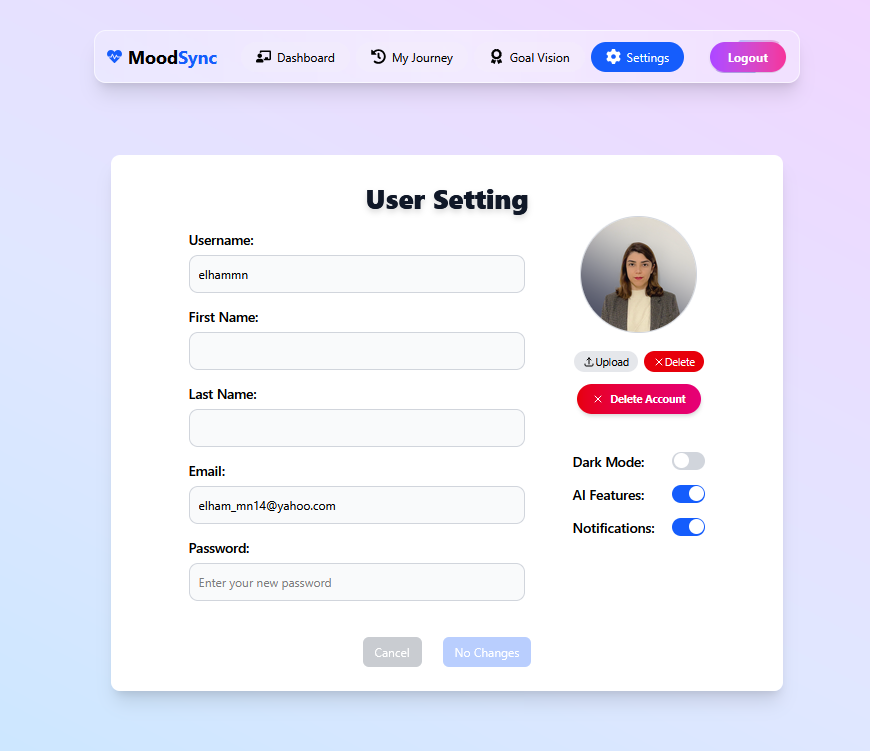 MoodSync Dashboard My Journey Goal Vision Settings Logout
User Setting
Username:
elhammn
First Name:
Last Name:
Email:
elham_mn14@yahoo.com
Password:
Enter your new password
Upload Delete
Delete Account
Dark Mode:
AI Features:
Notifications:
Cancel No Changes